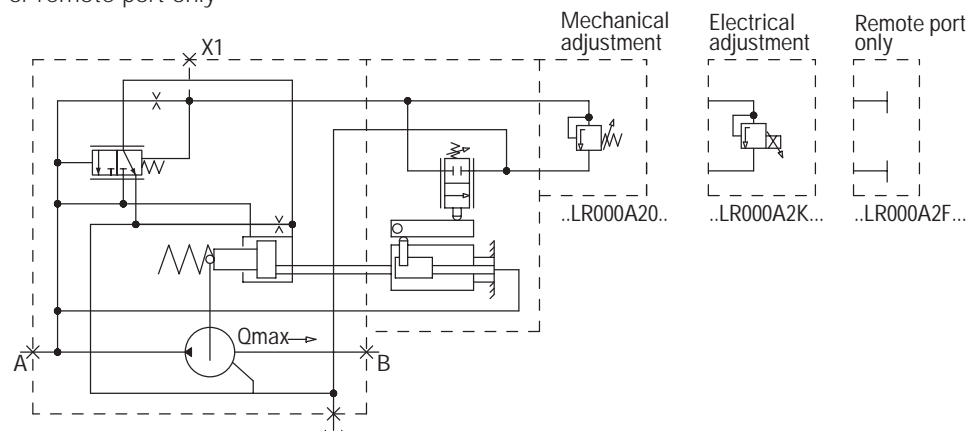 or remote port only
Mechanical
adjustment
Electrical
adjustment
Remote port
only
X1
..LR000A20..
..LR000A2K...
..LR000A2F...
Qmax
A
B